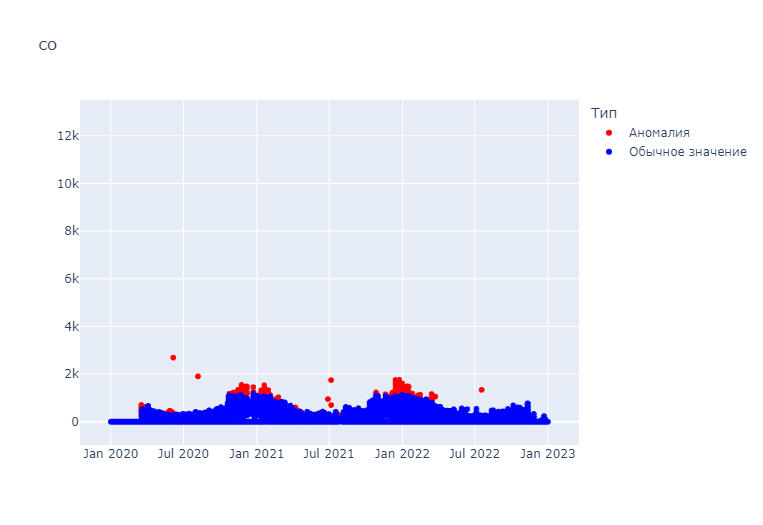 CO
Тип
Аномалия
Обычное значение
12k
10k
8k
6k
4k
2k
0
Jan 2020 Jul 2020 Jan 2021 Jul 2021 Jan 2022 Jul 2022 Jan 2023